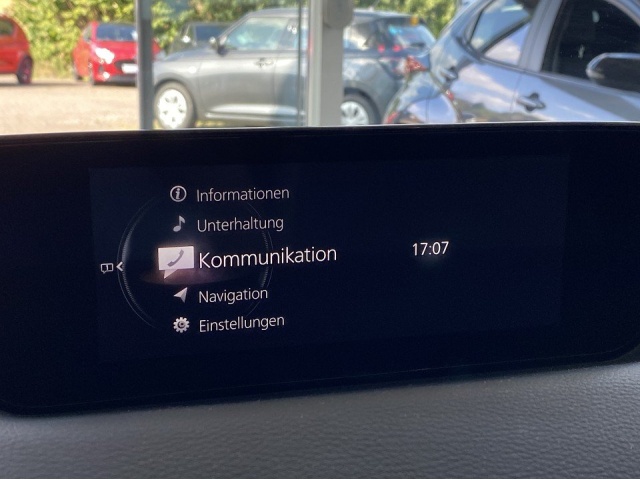 Informationen
Unterhaltung
Kommunikation 17:07
Navigation
Einstellungen